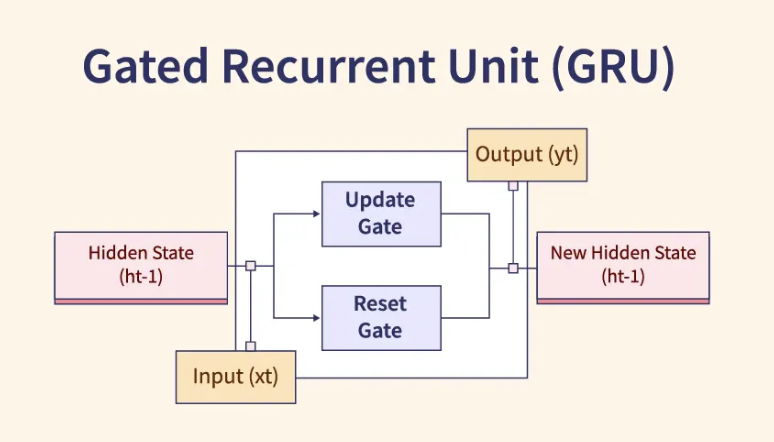 Gated Recurrent Unit (GRU)
Output (yt)
Update
Gate
Hidden State
(ht-1)
New Hidden State
(ht-1)
Reset
Gate
Input (xt)